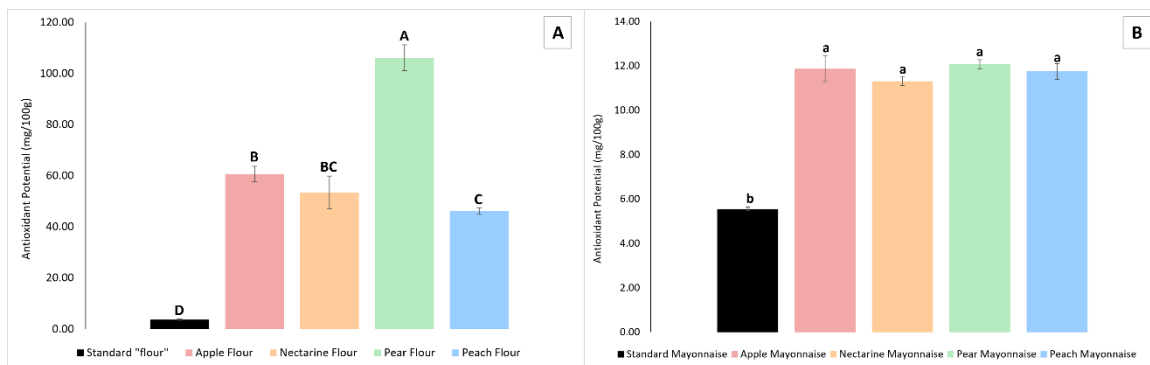 A
Antioxidant Potential (mg/100g)
120.00
100.00
80.00
60.00
40.00
20.00
0.00
D
B
BC
A
C
Standard "flour" Apple Flour Nectarine Flour Pear Flour Peach Flour
B
Antioxidant Potential (mg/100g)
14.00
12.00
10.00
8.00
6.00
4.00
2.00
0.00
b
a
a
a
a
Standard Mayonnaise Apple Mayonnaise Nectarine Mayonnaise Pear Mayonnaise Peach Mayonnaise